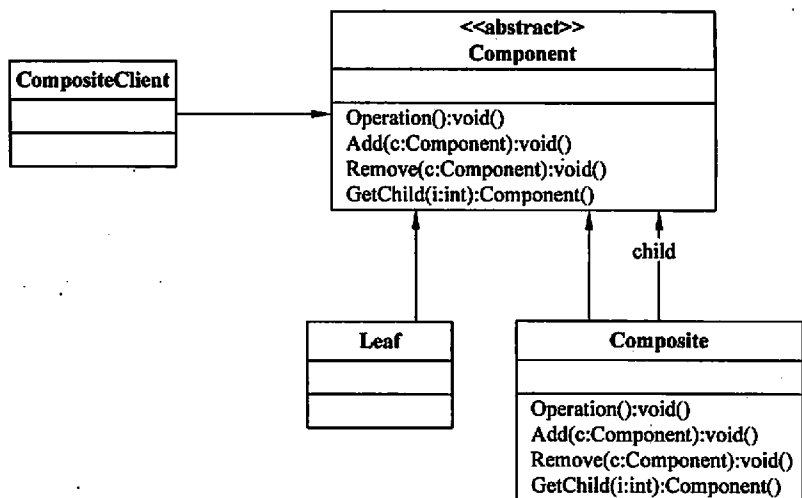 <<abstract>>
Component
CompositeClient
Operation():void()
Add(c:Component):void()
Remove(c:Component):void()
GetChild(i:int):Component()
child
Leaf
Composite
Operation():void()
Add(c:Component):void()
Remove(c:Component):void()
GetChild(i:int):Component()